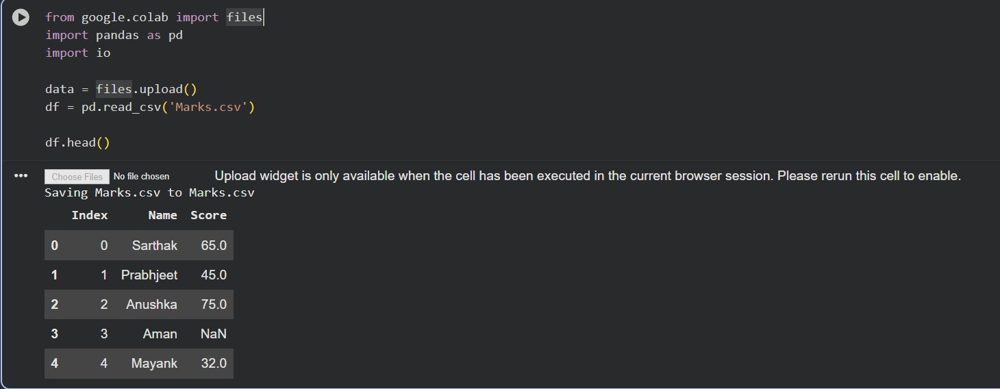 from google.colab import files
import pandas as pd
import io
data = files.upload()
df = pd.read_csv('Marks.csv')
df.head()
Choose Files No file chosen Upload widget is only available when the cell has been executed in the current browser session. Please rerun this cell to enable.
Saving Marks.csv to Marks.csv
Index Name Score
0 0 Sarthak 65.0
1 1 Prabhjeet 45.0
2 2 Anushka 75.0
3 3 Aman NaN
4 4 Mayank 32.0